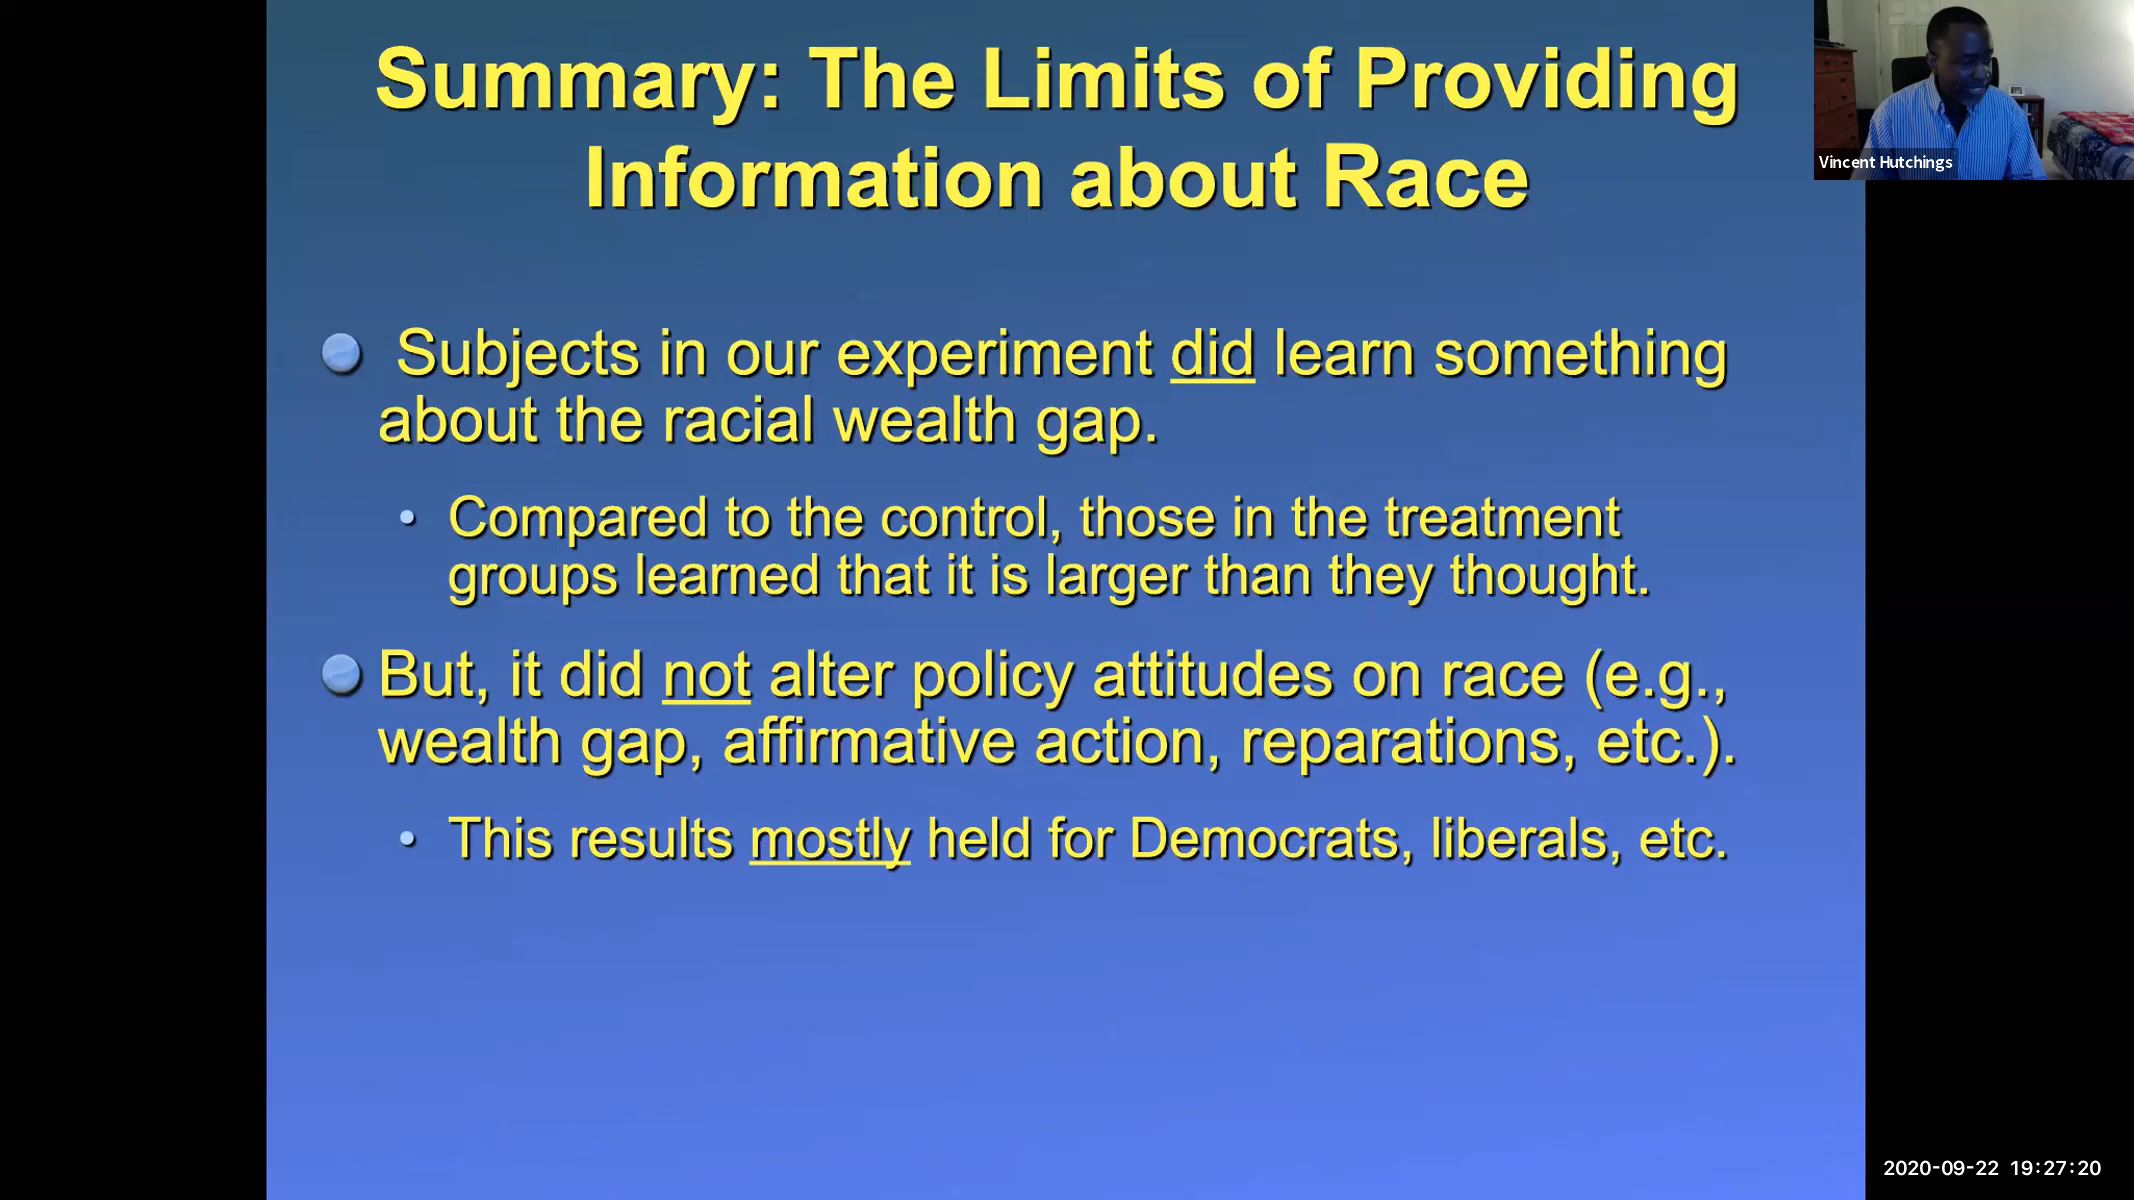 Summary: The Limits of Providing
Information about Race
Vincent Hutchings
Subjects in our experiment did learn something
about the racial wealth gap.
• Compared to the control, those in the treatment
groups learned that it is larger than they thought.
But, it did not alter policy attitudes on race (e.g.,
wealth gap, affirmative action, reparations, etc.).
• This results mostly held for Democrats, liberals, etc.
2020-09-22 19:27:20